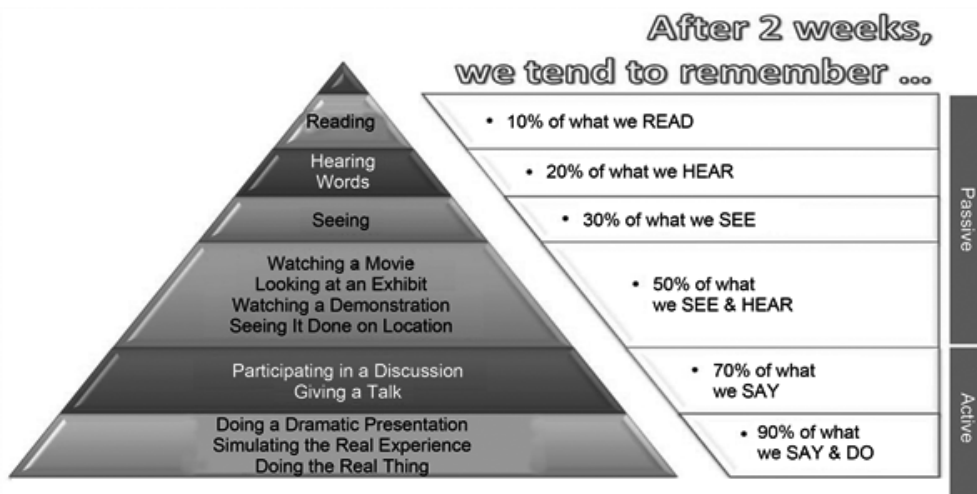 After 2 weeks,
we tend to remember ...
Reading
• 10% of what we READ
Hearing
Words
• 20% of what we HEAR
Seeing
• 30% of what we SEE
Watching a Movie
Looking at an Exhibit
Watching a Demonstration
Seeing It Done on Location
• 50% of what
we SEE & HEAR
Passive
Participating in a Discussion
Giving a Talk
• 70% of what
we SAY
Doing a Dramatic Presentation
Simulating the Real Experience
Doing the Real Thing
• 90% of what
we SAY & DO
Active